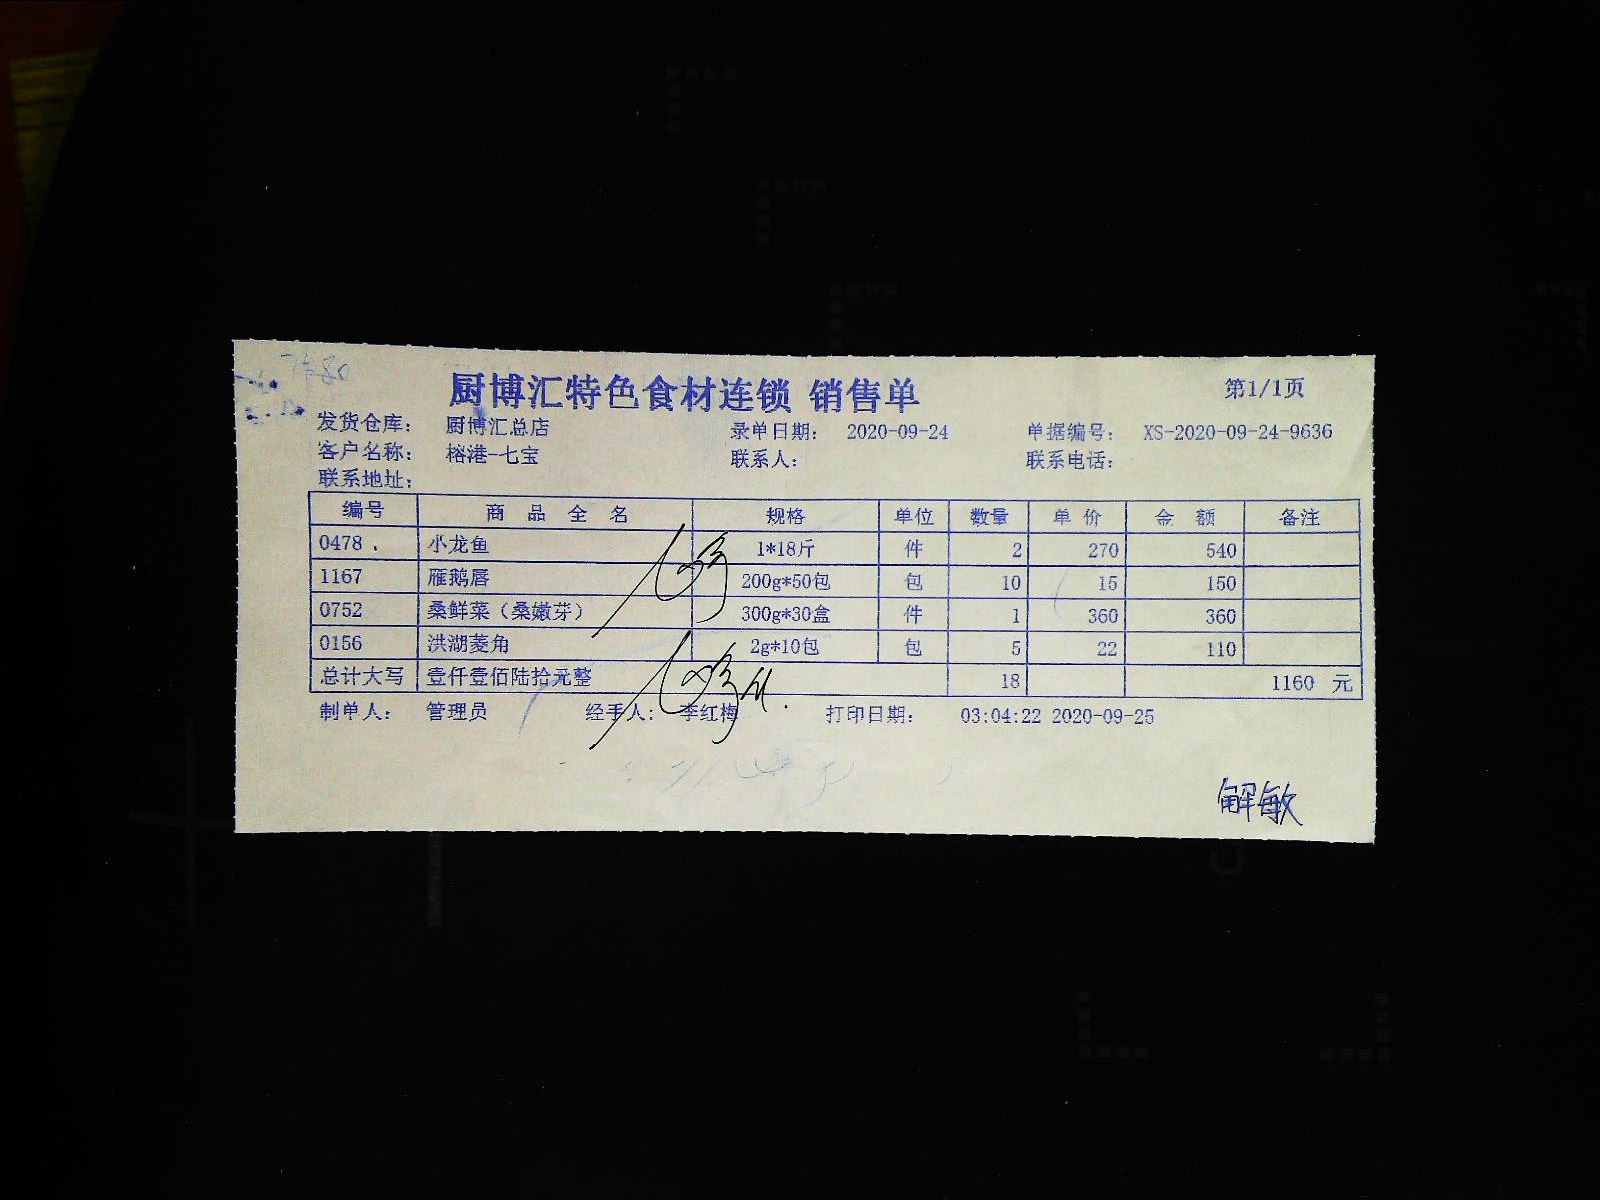 厨博汇特色食材连锁 销售单 第1/1页
发货仓库： 厨博汇总店 录单日期： 2020-09-24 单据编号： XS-2020-09-24-9636
客户名称： 榕港-七宝 联系人： 联系电话：
联系地址：
编号 商品全名 规格 单位 数量 单价 金额 备注
0478 小龙鱼 1*18斤 件 2 270 540
1167 雁鹅唇 200g*50包 包 10 15 150
0752 桑鲜菜（桑嫩芽） 300g*30盒 件 1 360 360
0156 洪湖菱角 2g*10包 包 5 22 110
总计大写 壹仟壹佰陆拾元整 18 1160 元
制单人： 管理员 经手人： 李红梅 打印日期： 03:04:22 2020-09-25
解敏